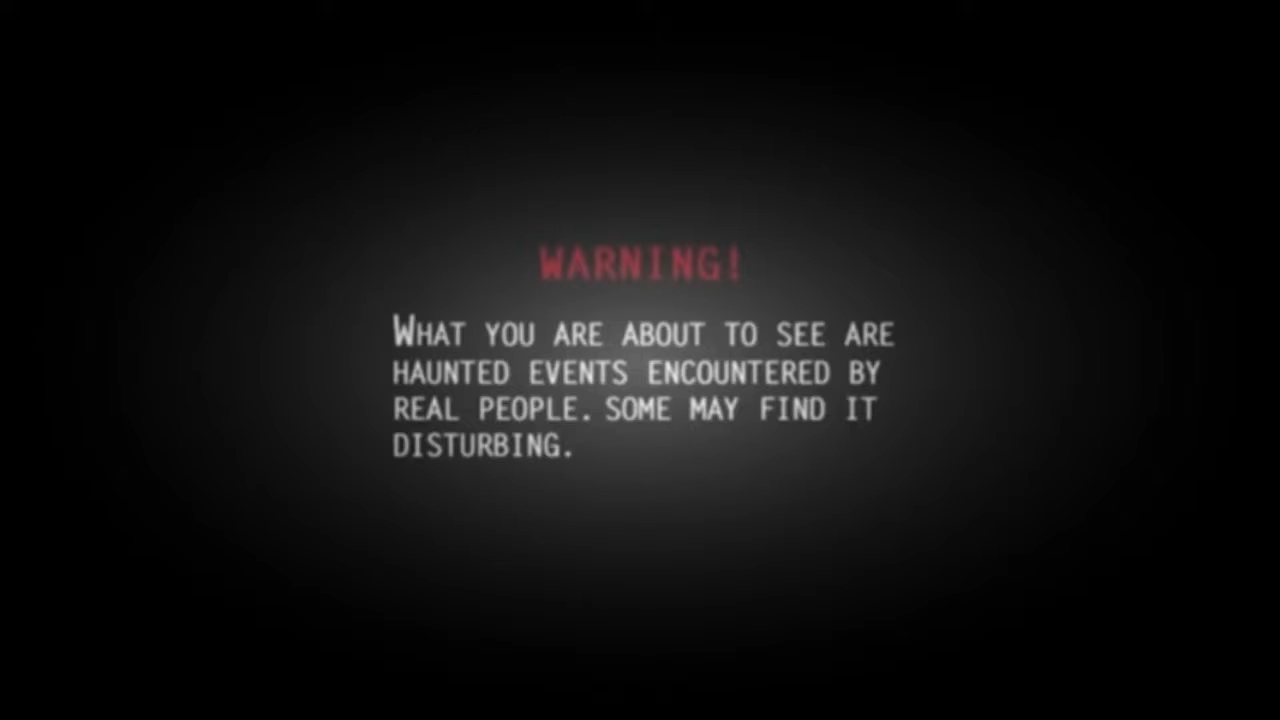 WARNING!
WHAT YOU ARE ABOUT TO SEE ARE
HAUNTED EVENTS ENCOUNTERED BY
REAL PEOPLE. SOME MAY FIND IT
DISTURBING.